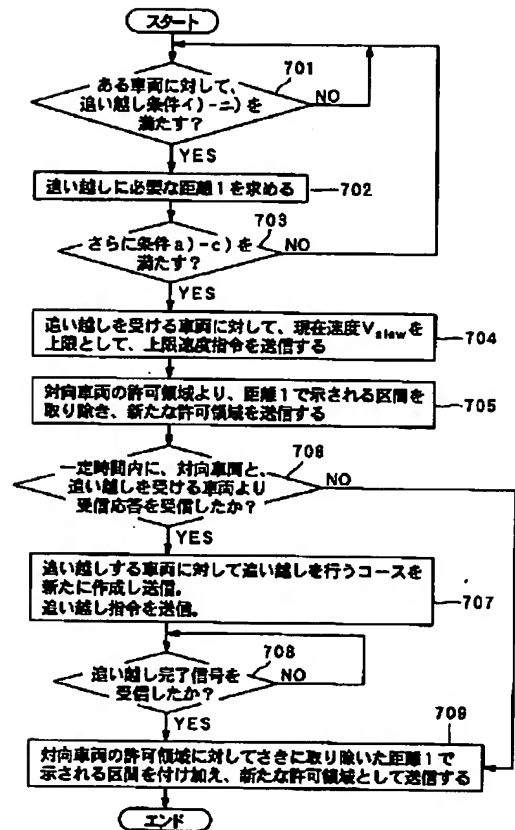 スタート
701
ある車両に対して、
追い越し条件イ)-ニ)を
満たす?
NO
YES
追い越しに必要な距離1を求める
702
703
さらに条件a)-c)を
満たす?
NO
YES
追い越しを受ける車両に対して、現在速度Vslowを
上限として、上限速度指令を送信する
704
対向車両の許可領域より、距離1で示される区間を
取り除き、新たな許可領域を送信する
705
706
一定時間内に、対向車両と、
追い越しを受ける車両より
受信応答を受信したか?
NO
YES
追い越しする車両に対して追い越しを行うコースを
新たに作成し送信。
追い越し指令を送信。
707
708
追い越し完了信号を
受信したか?
NO
YES
709
対向車両の許可領域に対してさきに取り除いた距離1で
示される区間を付け加え、新たな許可領域として送信する
エンド